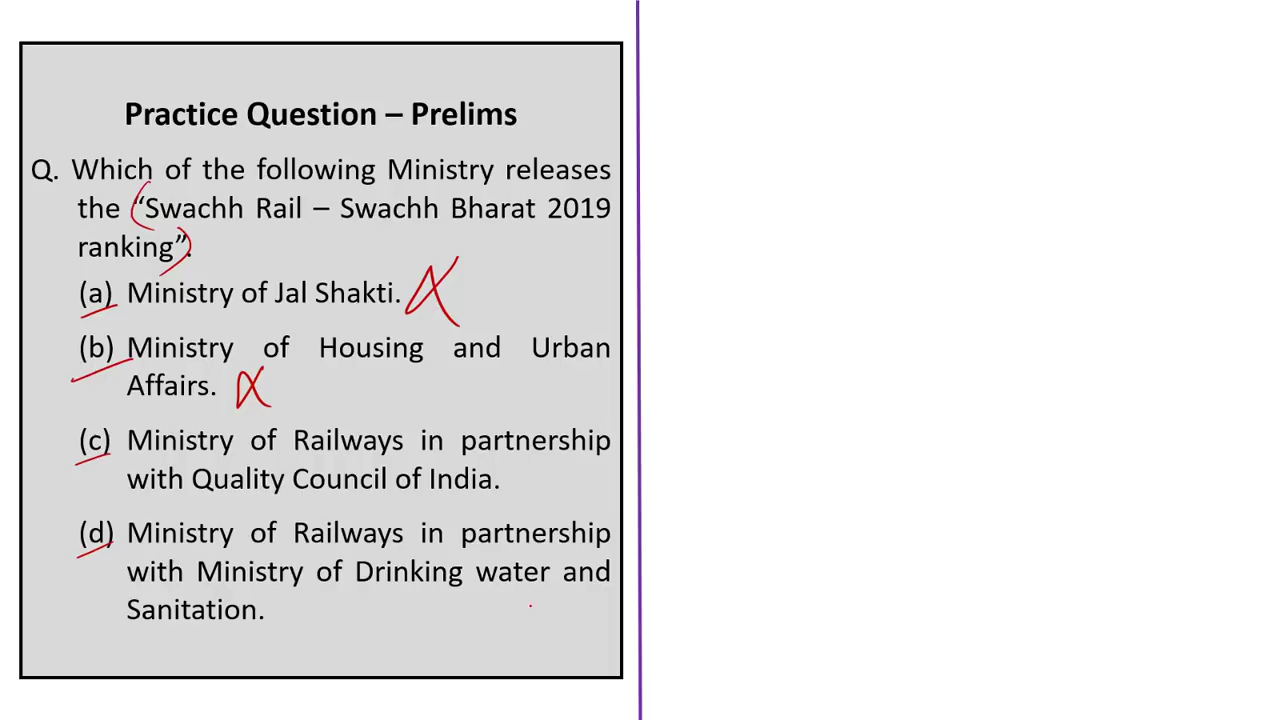 Practice Question – Prelims
Q. Which of the following Ministry releases
the “Swachh Rail – Swachh Bharat 2019
ranking”.
(a) Ministry of Jal Shakti.
(b) Ministry of Housing and Urban
Affairs.
(c) Ministry of Railways in partnership
with Quality Council of India.
(d) Ministry of Railways in partnership
with Ministry of Drinking water and
Sanitation.